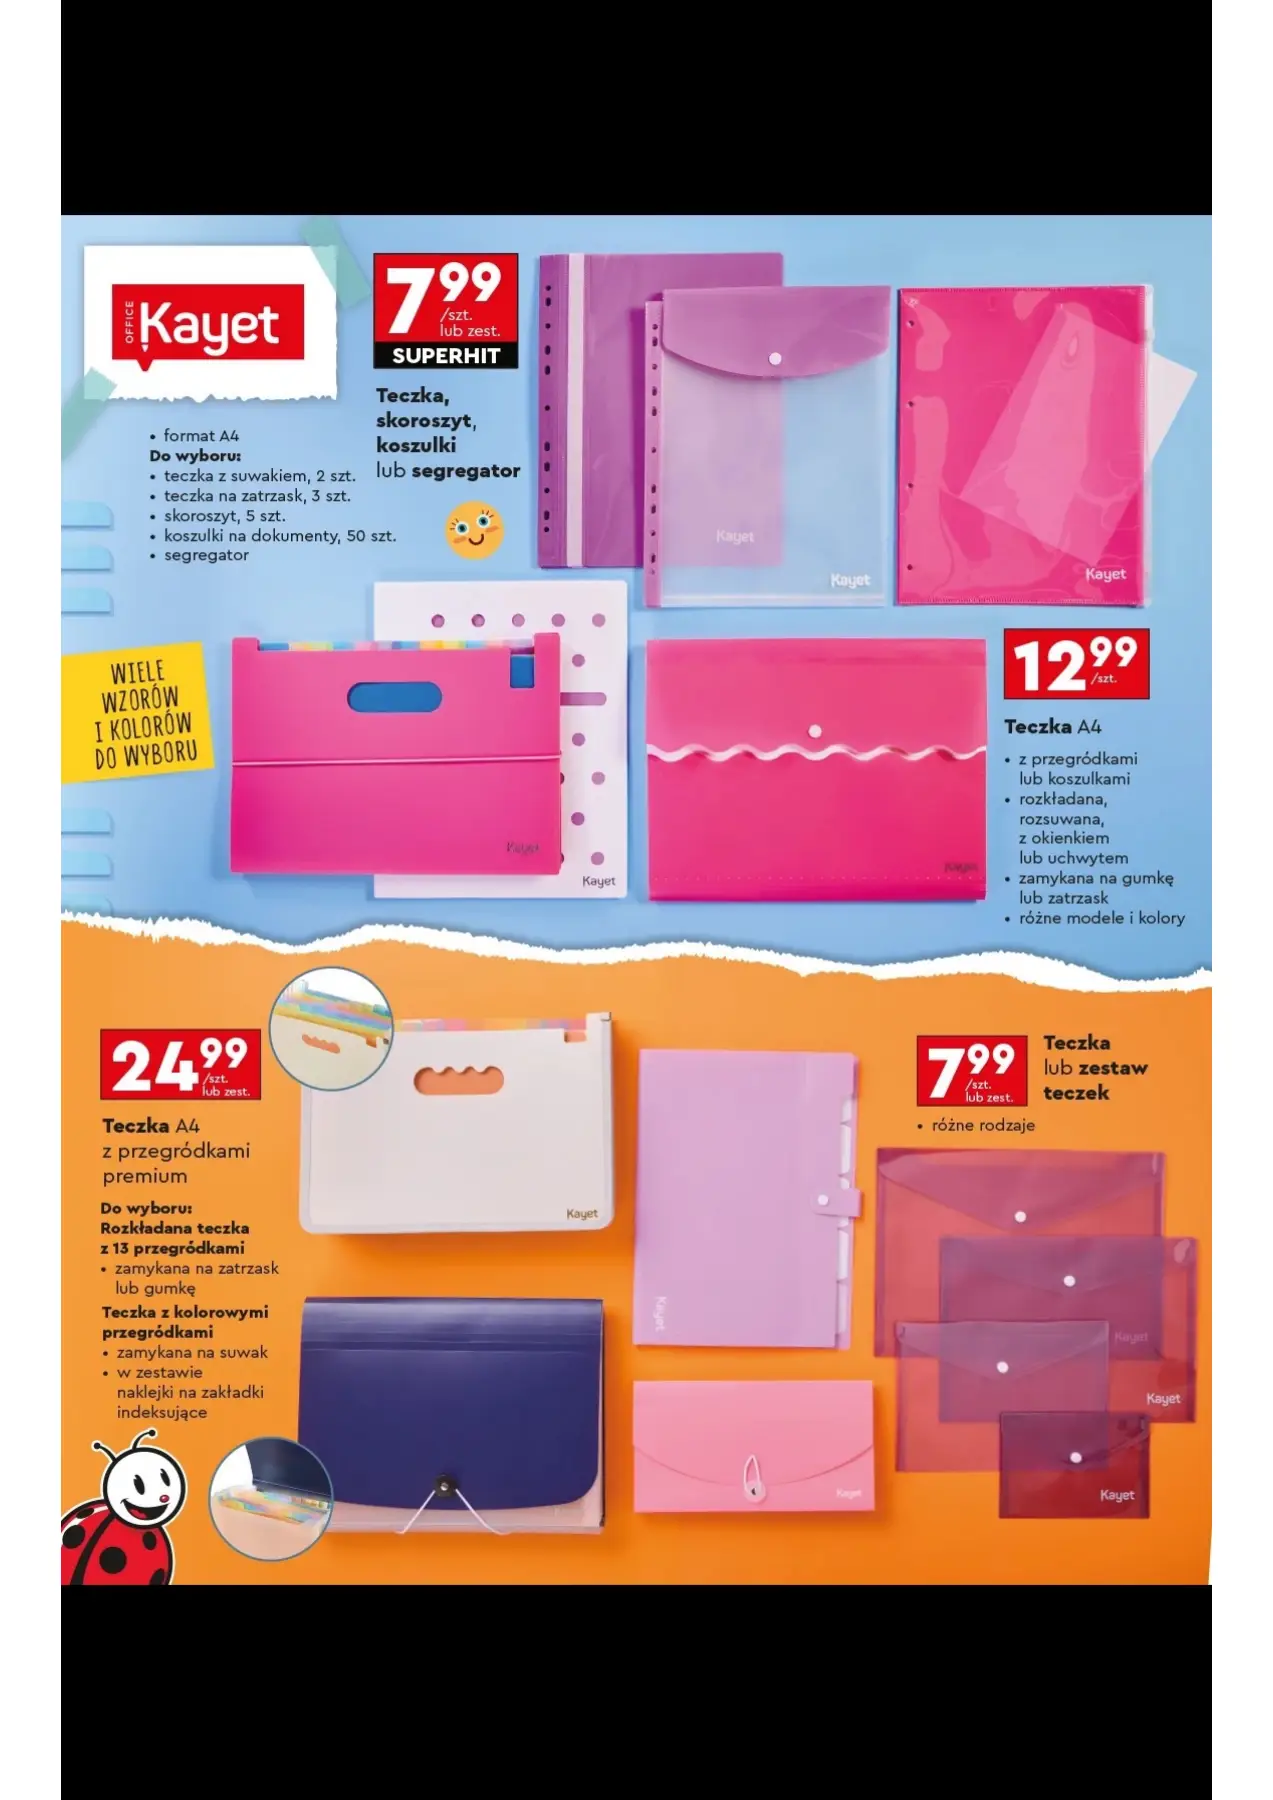 OFFICE
Kayet
7 99
/szt.
lub zest.
SUPERHIT
Teczka,
skoroszyt,
koszulki
lub segregator
• format A4
Do wyboru:
• teczka z suwakiem, 2 szt.
• teczka na zatrzask, 3 szt.
• skoroszyt, 5 szt.
• koszulki na dokumenty, 50 szt.
• segregator
Kayet
Kayet
Kayet
WIELE
WZORÓW
I KOLORÓW
DO WYBORU
Kayet
Kayet
Kayet
12 99
/szt.
Teczka A4
• z przegródkami
lub koszulkami
• rozkładana,
rozsuwana,
z okienkiem
lub uchwytem
• zamykana na gumkę
lub zatrzask
• różne modele i kolory
24 99
/szt.
lub zest.
Teczka A4
z przegródkami
premium
Do wyboru:
Rozkładana teczka
z 13 przegródkami
• zamykana na zatrzask
lub gumkę
Teczka z kolorowymi
przegródkami
• zamykana na suwak
• w zestawie
naklejki na zakładki
indeksujące
Kayet
Kayet
Kayet
7 99
/szt.
lub zest.
Teczka
lub zestaw
teczek
• różne rodzaje
Kayet
Kayet
Kayet